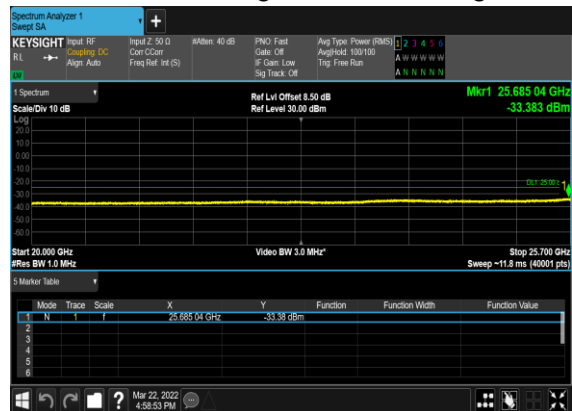 Spectrum Analyzer 1
Swept SA
+
KEYSIGHT Input: RF Input Z: 50 Ω #Atten: 40 dB PNO: Fast Avg Type: Power (RMS) 1 2 3 4 5 6
RL Coupling: DC Corr CCorr Gate: Off Avg|Hold: 100/100 A W W W W W
Align: Auto Freq Ref: Int (S) IF Gain: Low Trig: Free Run
Sig Track: Off A N N N N N
LXI
1 Spectrum Ref Lvl Offset 8.50 dB Mkr1 25.685 04 GHz
Scale/Div 10 dB Ref Level 30.00 dBm -33.383 dBm
Log
20.0
10.0
0.00
-10.0
-20.0 DL1 -25.00
1
-30.0
-40.0
-50.0
-60.0
Start 20.000 GHz Video BW 3.0 MHz* Stop 25.700 GHz
#Res BW 1.0 MHz Sweep ~11.8 ms (40001 pts)
5 Marker Table
Mode Trace Scale X Y Function Function Width Function Value
1 N 1 f 25.685 04 GHz -33.38 dBm
2
3
4
5
6
? Mar 22, 2022
4:58:53 PM